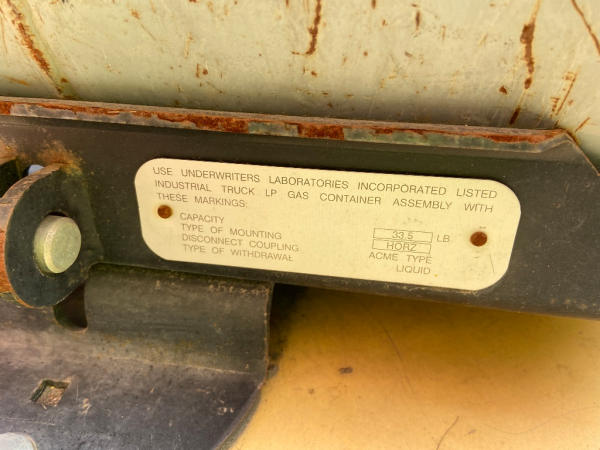 USE UNDERWRITERS LABORATORIES INCORPORATED LISTED
INDUSTRIAL TRUCK LP GAS CONTAINER ASSEMBLY WITH
THESE MARKINGS:
CAPACITY 33.5 LB
TYPE OF MOUNTING HORZ
DISCONNECT COUPLING ACME TYPE
TYPE OF WITHDRAWAL LIQUID